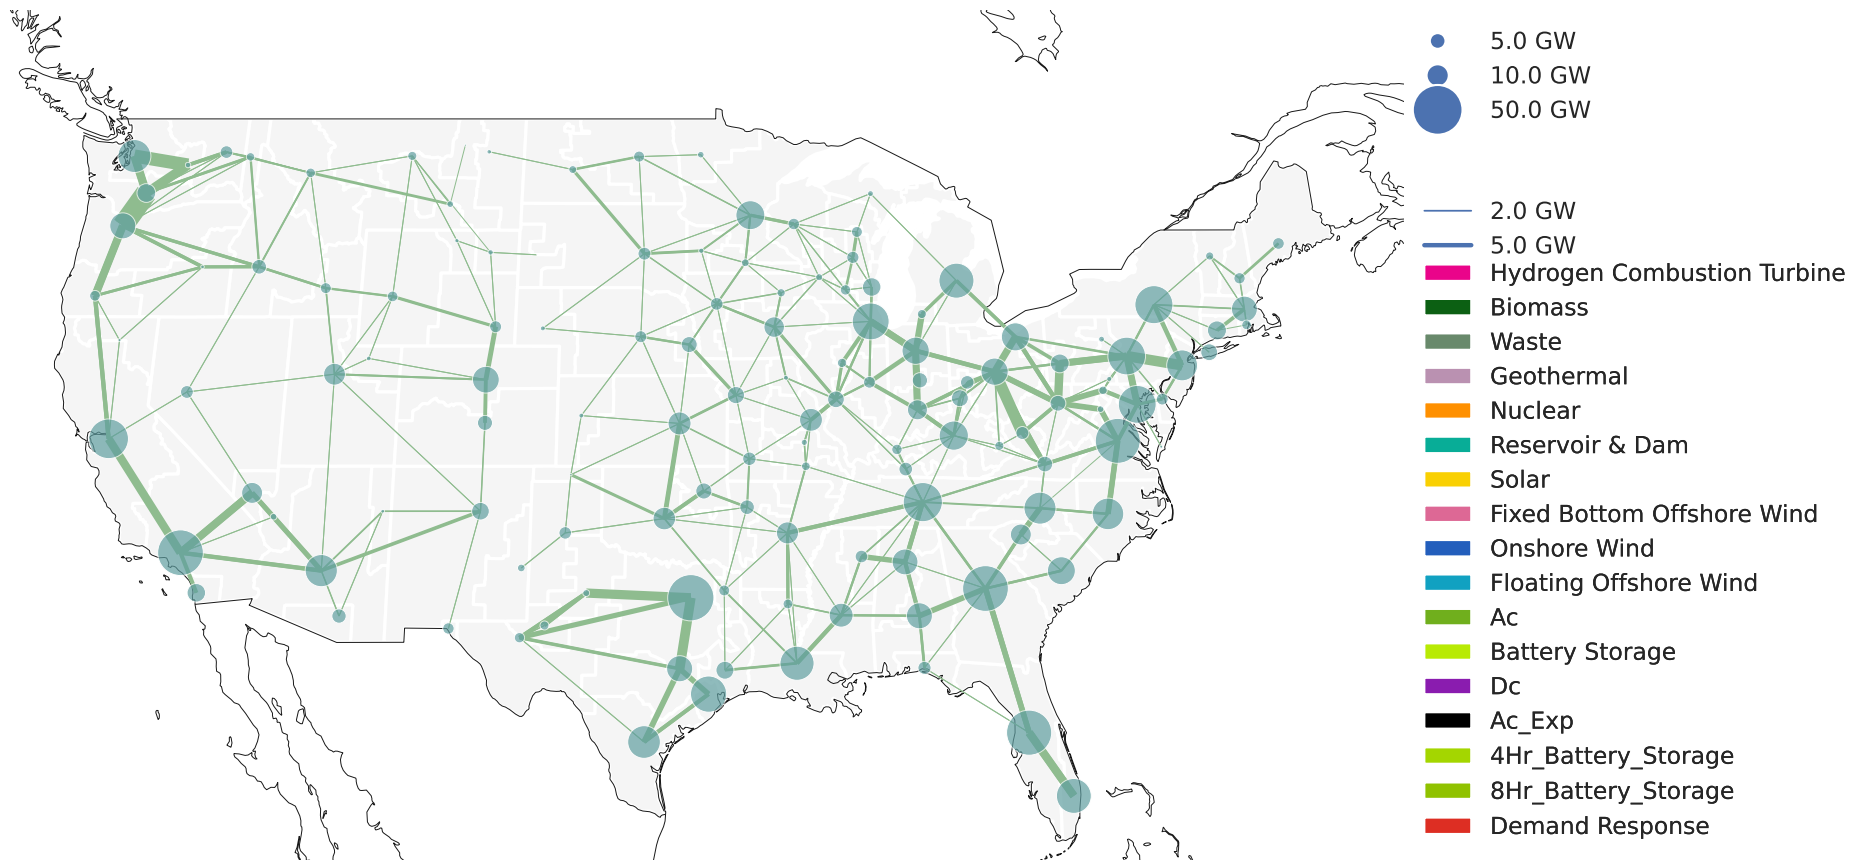 5.0 GW
10.0 GW
50.0 GW
2.0 GW
5.0 GW
Hydrogen Combustion Turbine
Biomass
Waste
Geothermal
Nuclear
Reservoir & Dam
Solar
Fixed Bottom Offshore Wind
Onshore Wind
Floating Offshore Wind
Ac
Battery Storage
Dc
Ac_Exp
4Hr_Battery_Storage
8Hr_Battery_Storage
Demand Response